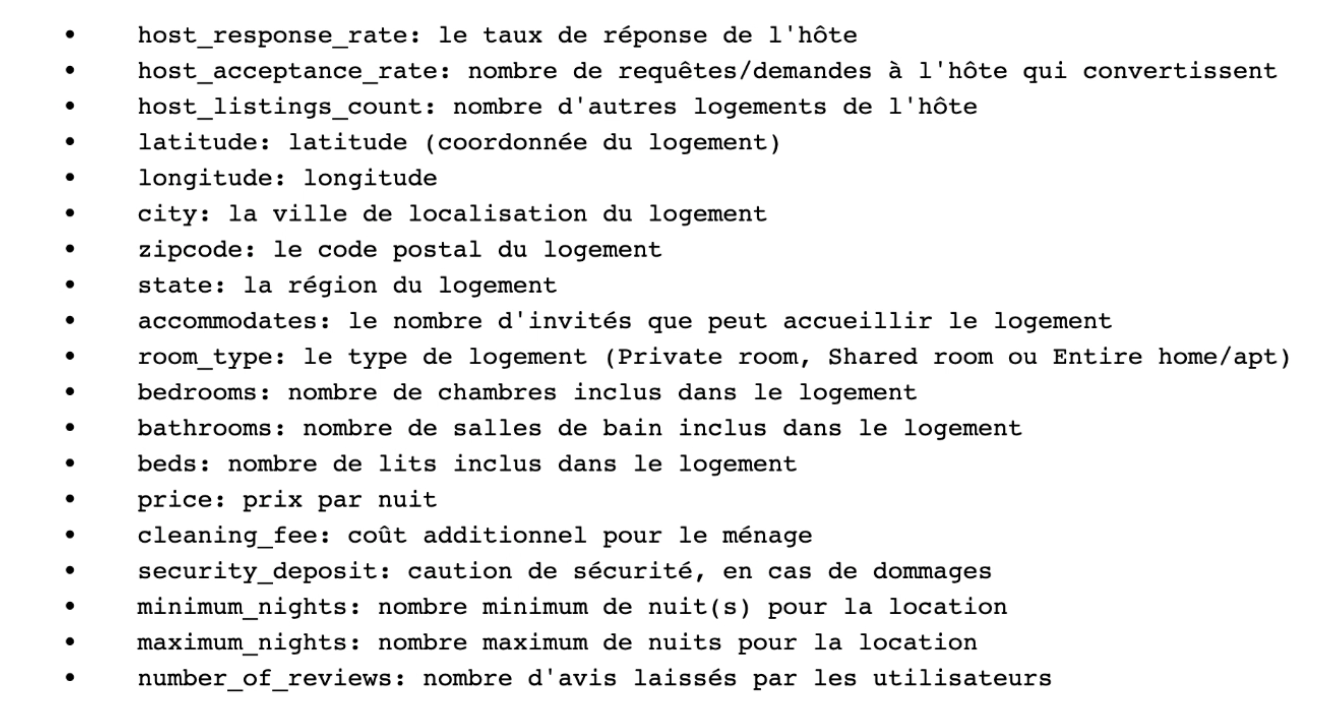 • host_response_rate: le taux de réponse de l'hôte
• host_acceptance_rate: nombre de requêtes/demandes à l'hôte qui convertissent
• host_listings_count: nombre d'autres logements de l'hôte
• latitude: latitude (coordonnée du logement)
• longitude: longitude
• city: la ville de localisation du logement
• zipcode: le code postal du logement
• state: la région du logement
• accommodates: le nombre d'invités que peut accueillir le logement
• room_type: le type de logement (Private room, Shared room ou Entire home/apt)
• bedrooms: nombre de chambres inclus dans le logement
• bathrooms: nombre de salles de bain inclus dans le logement
• beds: nombre de lits inclus dans le logement
• price: prix par nuit
• cleaning_fee: coût additionnel pour le ménage
• security_deposit: caution de sécurité, en cas de dommages
• minimum_nights: nombre minimum de nuit(s) pour la location
• maximum_nights: nombre maximum de nuits pour la location
• number_of_reviews: nombre d'avis laissés par les utilisateurs